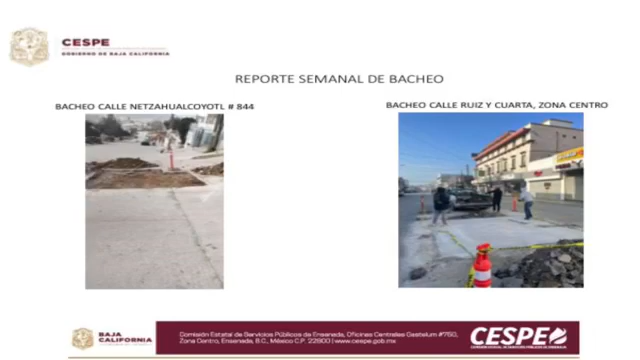 CESPE
GOBIERNO DE BAJA CALIFORNIA
REPORTE SEMANAL DE BACHEO
BACHEO CALLE NETZAHUALCOYOTL # 844
BACHEO CALLE RUIZ Y CUARTA, ZONA CENTRO
BAJA
CALIFORNIA
Comisión Estatal de Servicios Públicos de Ensenada, Oficinas Centrales Gastelum #750,
Zona Centro, Ensenada, B.C., México C.P. 22800 | www.cespe.gob.mx
CESPE